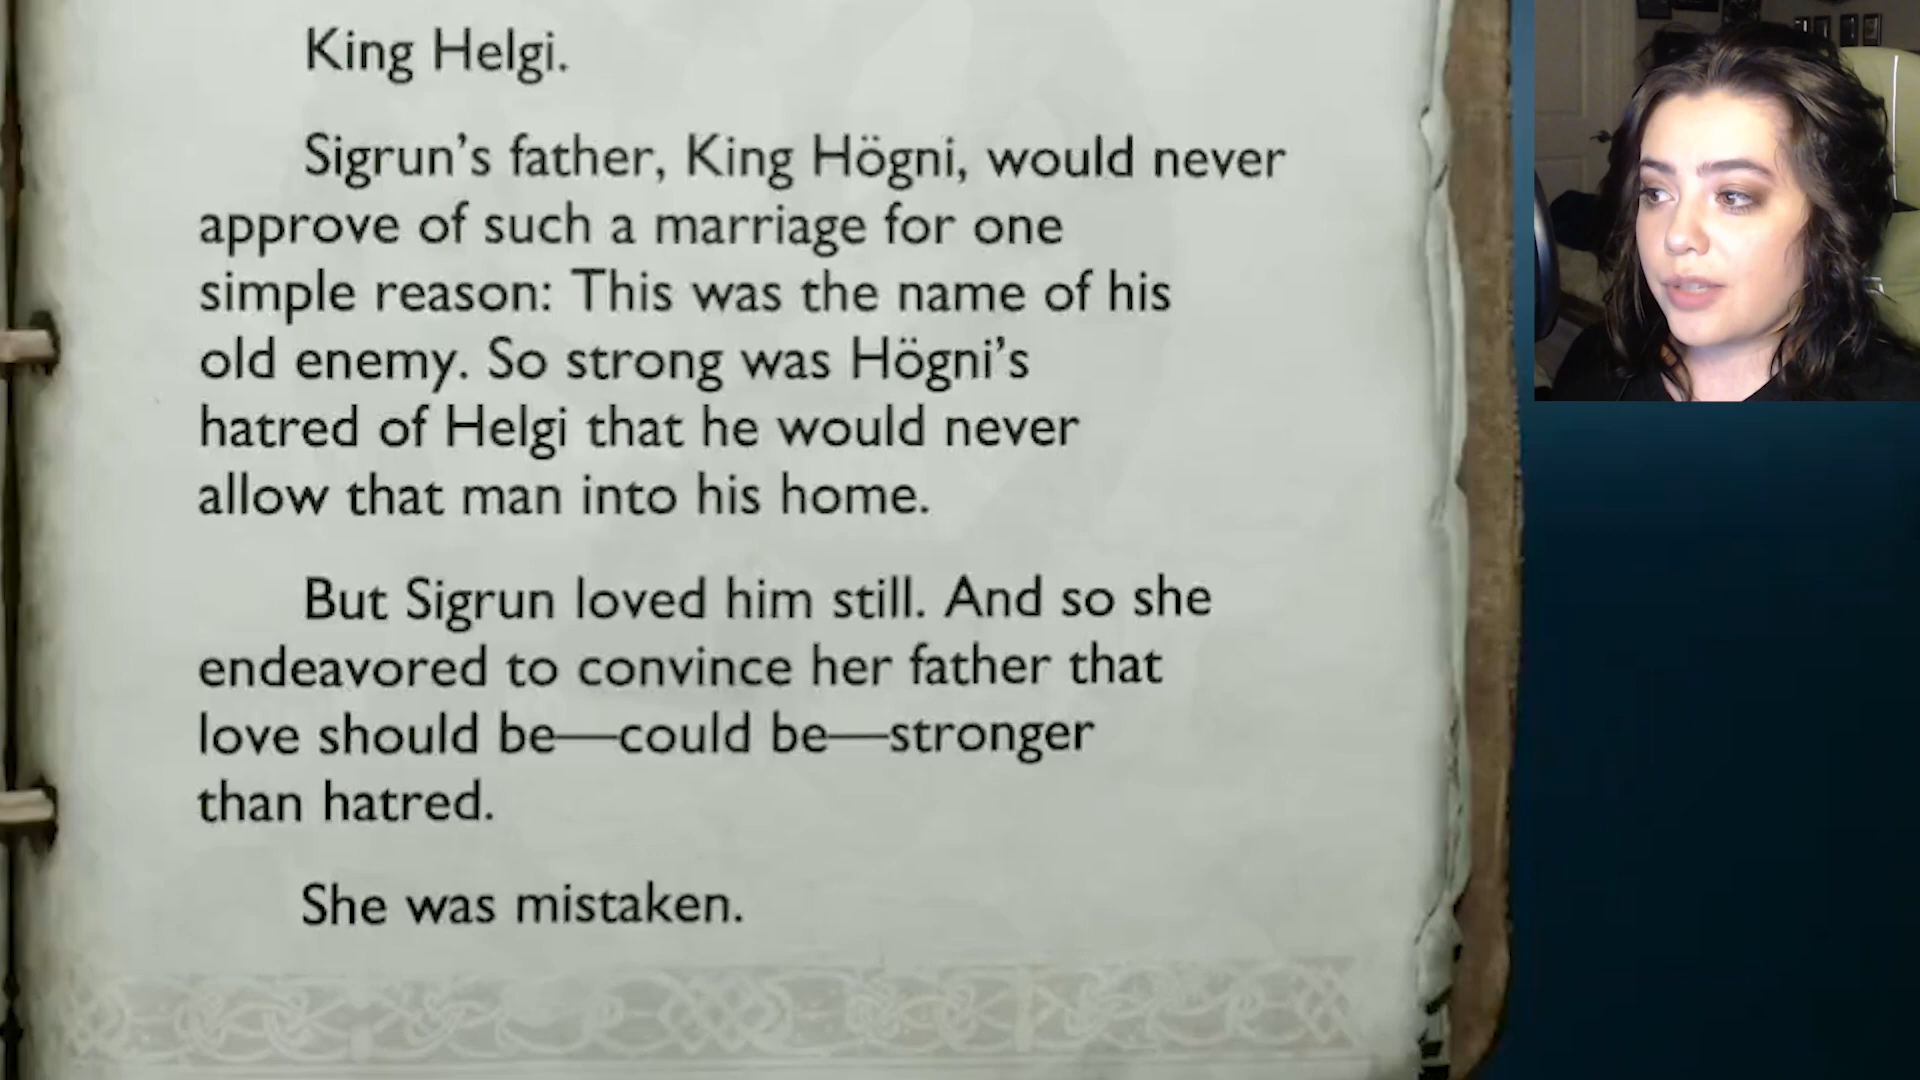 King Helgi.
Sigrun’s father, King Högni, would never
approve of such a marriage for one
simple reason: This was the name of his
old enemy. So strong was Högni’s
hatred of Helgi that he would never
allow that man into his home.
But Sigrun loved him still. And so she
endeavored to convince her father that
love should be—could be—stronger
than hatred.
She was mistaken.